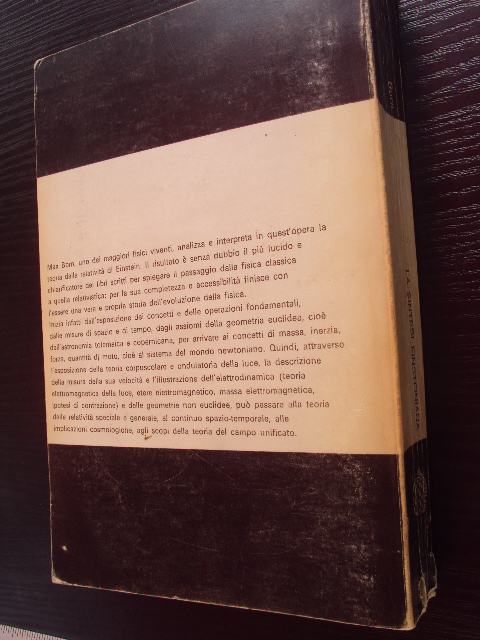 Max Born, uno dei maggiori fisici viventi, analizza e interpreta in quest'opera la
teoria della relatività di Einstein. Il risultato è senza dubbio il più lucido e
chiarificatore dei libri scritti per spiegare il passaggio dalla fisica classica
a quella relativistica: per la sua completezza e accessibilità finisce con
l'essere una vera e propria storia dell'evoluzione della fisica.
Inizia infatti dall'esposizione dei concetti e delle operazioni fondamentali,
dalle misure di spazio e di tempo, dagli assiomi della geometria euclidea, cioè
dall'astronomia tolemaica e copernicana, per arrivare ai concetti di massa, inerzia,
forza, quantità di moto, cioè al sistema del mondo newtoniano. Quindi, attraverso
l'esposizione della teoria corpuscolare e ondulatoria della luce, la descrizione
della misura della sua velocità e l'illustrazione dell'elettrodinamica (teoria
elettromagnetica della luce, etere elettromagnetico, massa elettromagnetica,
ipotesi di contrazione) e delle geometrie non euclidee, può passare alla teoria
della relatività speciale e generale, al continuo spazio-temporale, alle
implicazioni cosmologiche, agli scopi della teoria del campo unificato.
LA SINTESI EINSTEINIANA